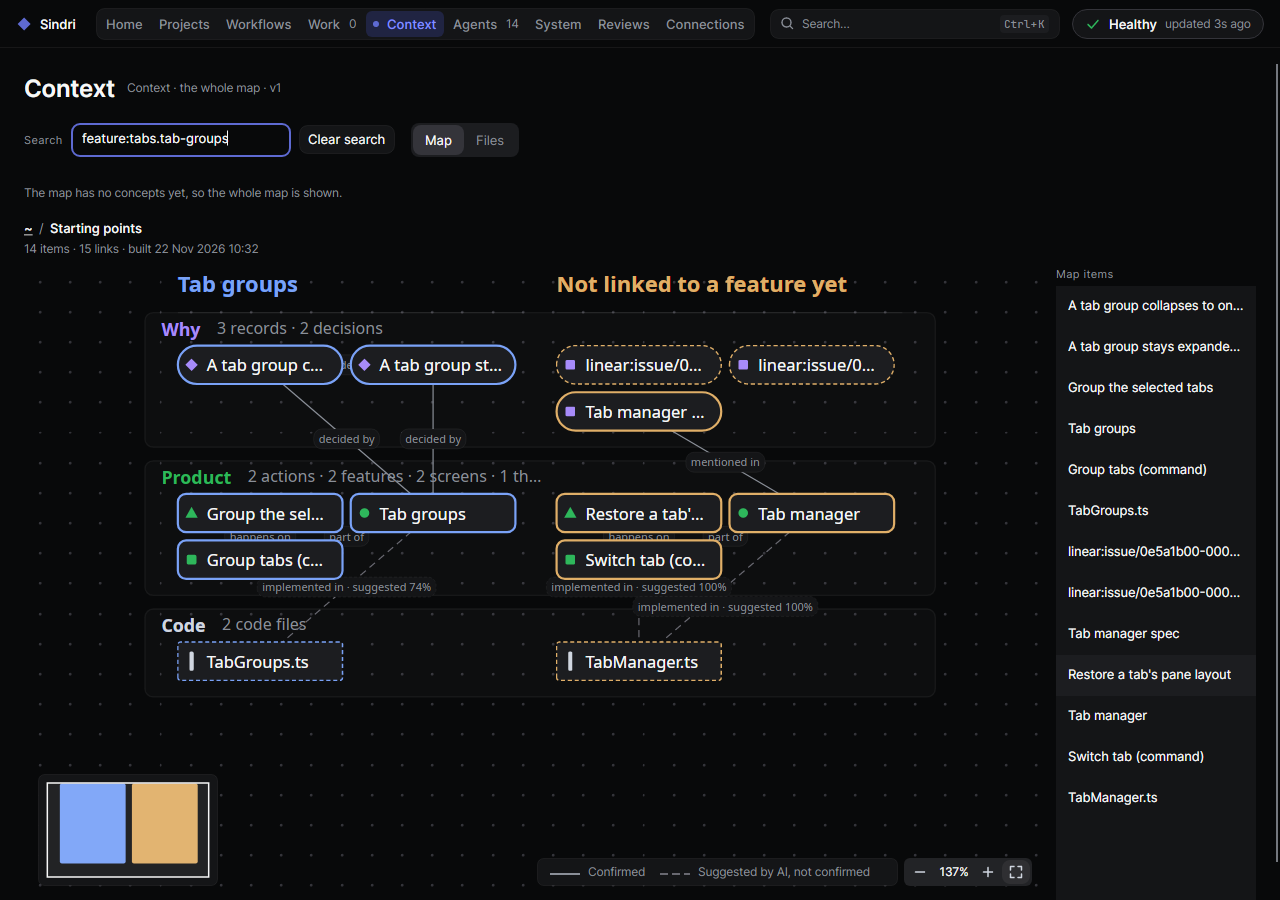 Sindri
Home Projects Workflows Work 0 Context Agents 14 System Reviews Connections
Search... Ctrl+K
Healthy updated 3s ago
Context Context · the whole map · v1
Search feature:tabs.tab-groups Clear search Map Files
The map has no concepts yet, so the whole map is shown.
~ / Starting points
14 items · 15 links · built 22 Nov 2026 10:32
Tab groups Not linked to a feature yet
Why 3 records · 2 decisions
A tab group c... A tab group st... linear:issue/0... linear:issue/0...
Tab manager ...
decided by decided by
mentioned in
Product 2 actions · 2 features · 2 screens · 1 th...
Group the sel... Tab groups Restore a tab'... Tab manager
happens on part of happens on part of
Group tabs (c... Switch tab (co...
implemented in · suggested 74% implemented in · suggested 100%
implemented in · suggested 100%
Code 2 code files
TabGroups.ts TabManager.ts
Map items
A tab group collapses to on...
A tab group stays expande...
Group the selected tabs
Tab groups
Group tabs (command)
TabGroups.ts
linear:issue/0e5a1b00-000...
linear:issue/0e5a1b00-000...
Tab manager spec
Restore a tab's pane layout
Tab manager
Switch tab (command)
TabManager.ts
Confirmed Suggested by AI, not confirmed
− 137% +